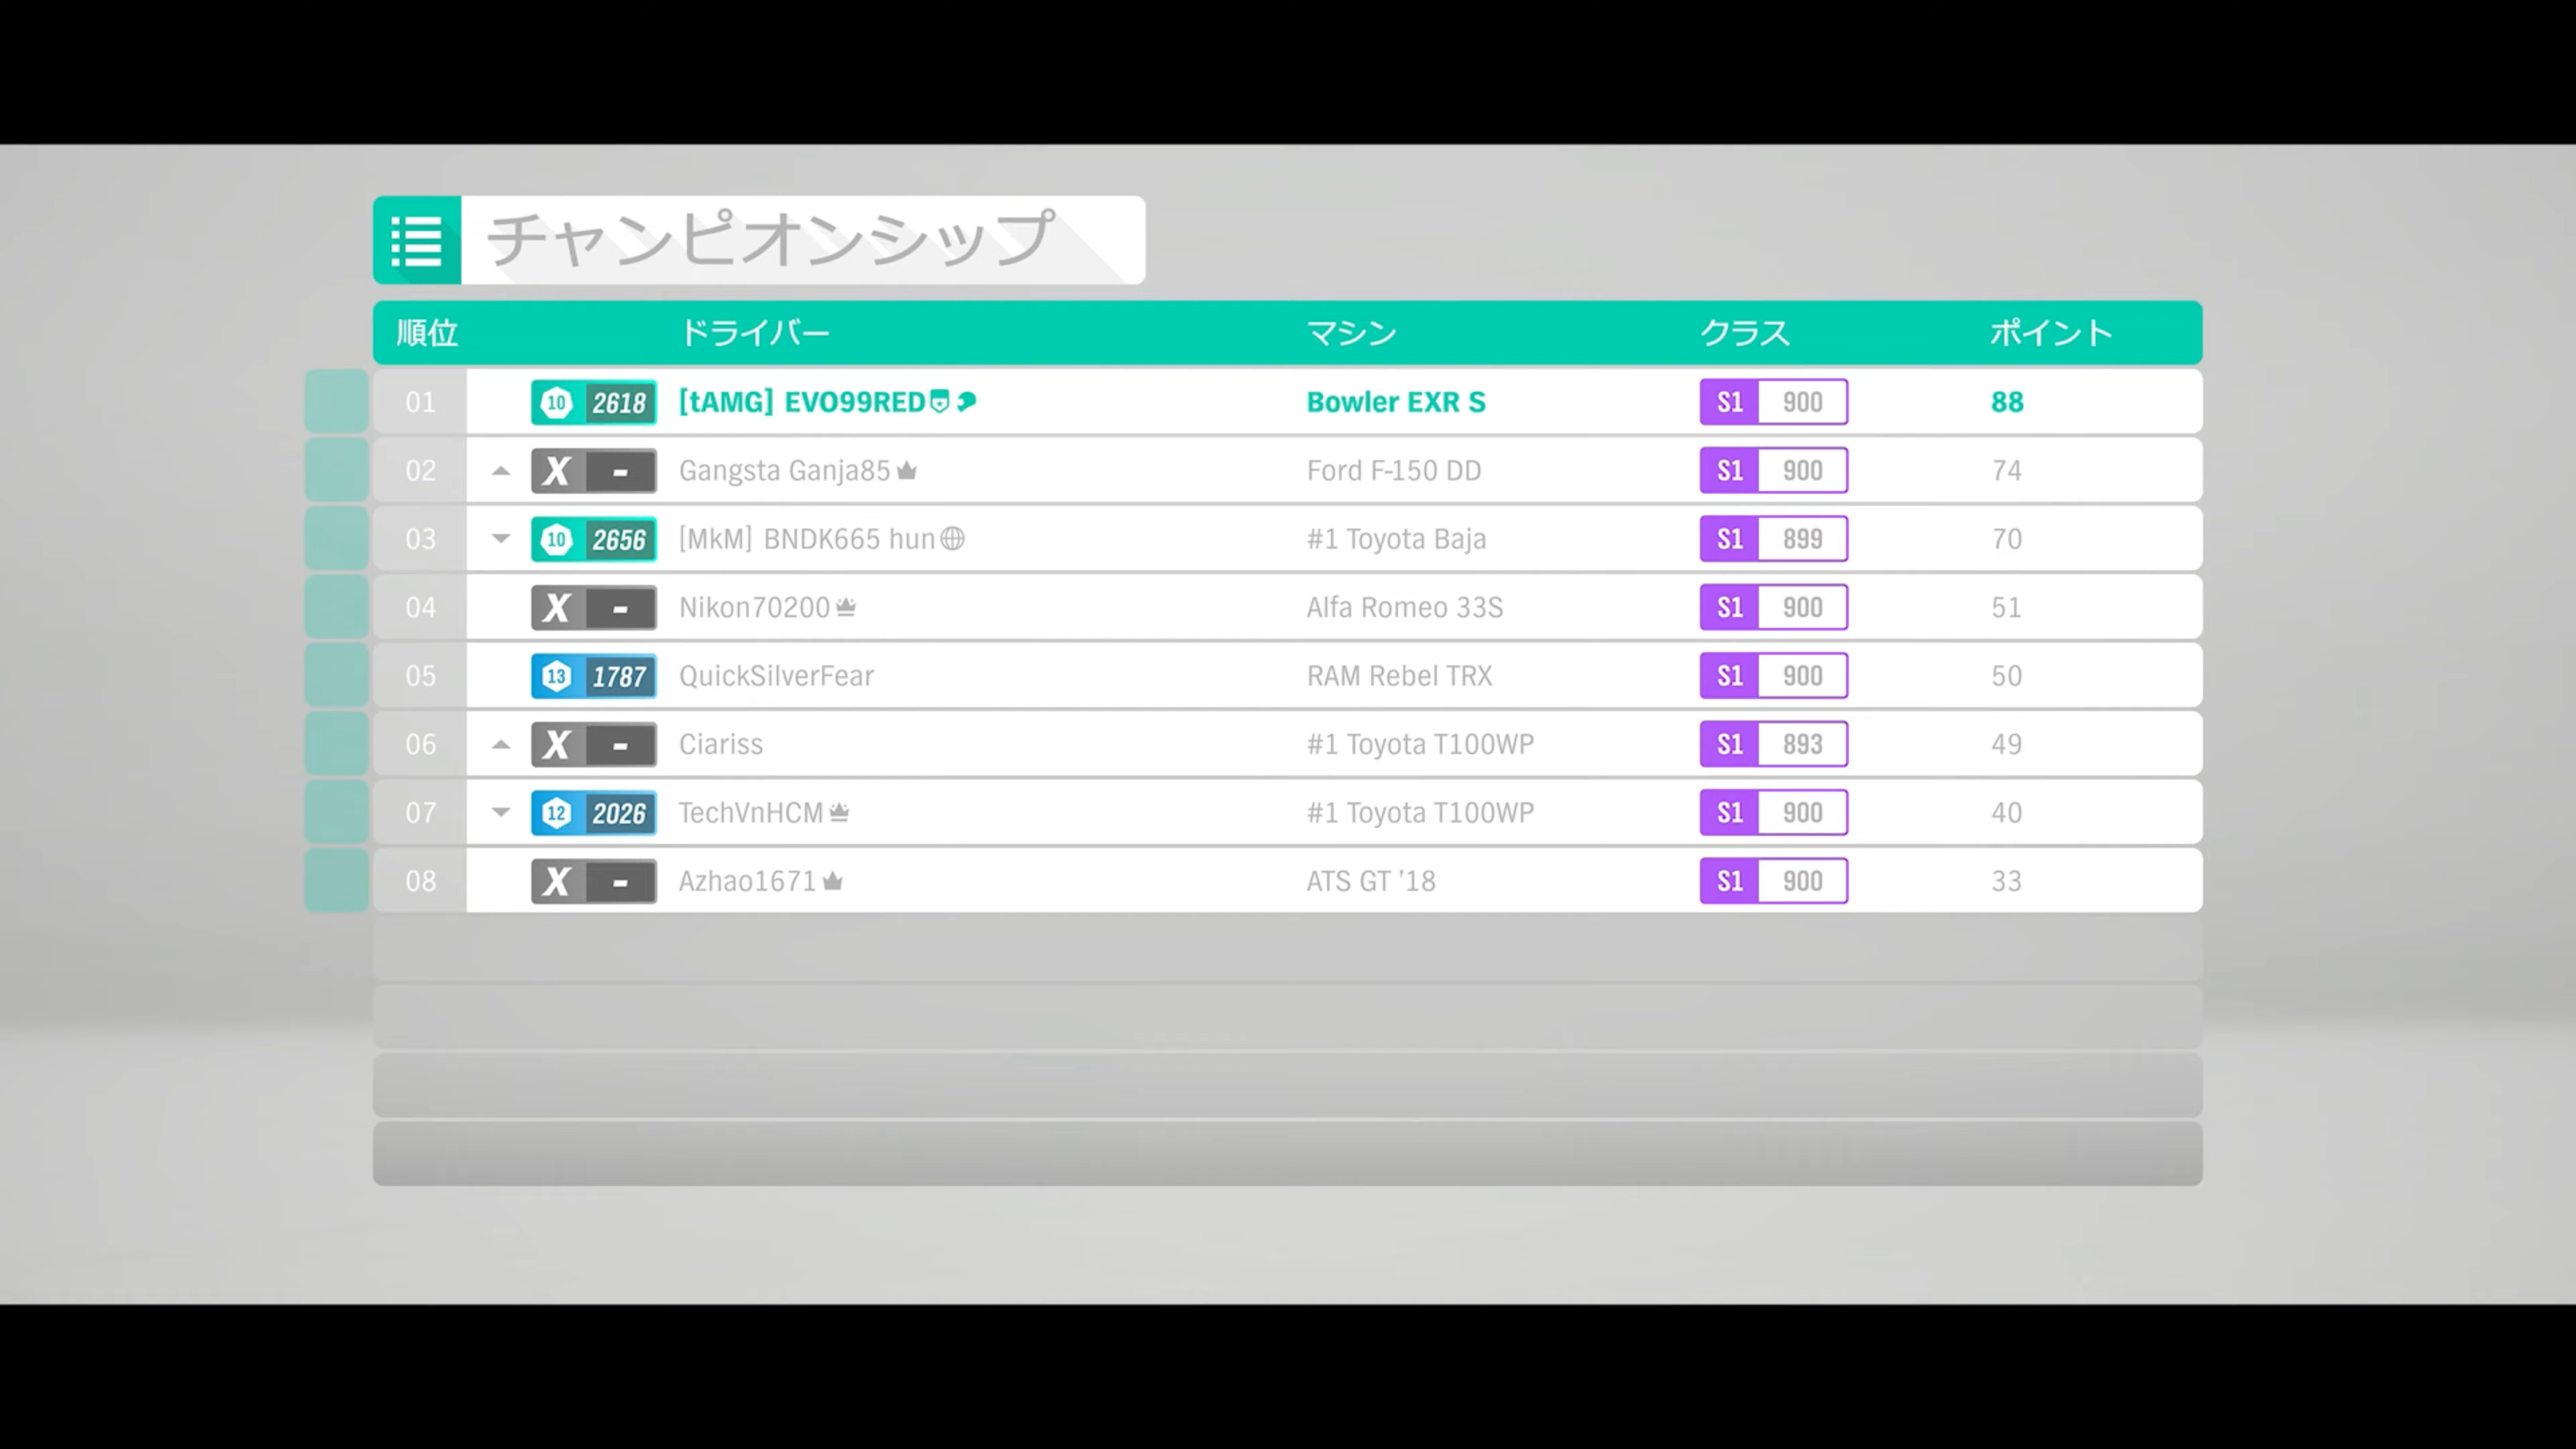 チャンピオンシップ
順位 ドライバー マシン クラス ポイント
01 10 2618 [tAMG] EVO99RED Bowler EXR S S1 900 88
02 X - Gangsta Ganja85 Ford F-150 DD S1 900 74
03 10 2656 [MkM] BNDK665 hun #1 Toyota Baja S1 899 70
04 X - Nikon70200 Alfa Romeo 33S S1 900 51
05 13 1787 QuickSilverFear RAM Rebel TRX S1 900 50
06 X - Ciariss #1 Toyota T100WP S1 893 49
07 12 2026 TechVnHCM #1 Toyota T100WP S1 900 40
08 X - Azhao1671 ATS GT '18 S1 900 33